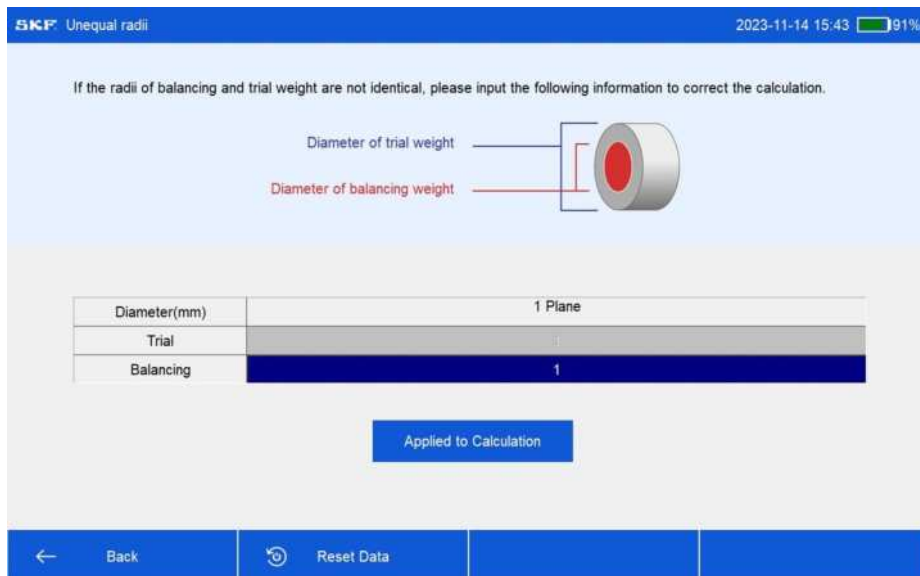 SKF. Unequal radii
2023-11-14 15:43 91%
If the radii of balancing and trial weight are not identical, please input the following information to correct the calculation.
Diameter of trial weight
Diameter of balancing weight
Diameter(mm) 1 Plane
Trial 1
Balancing 1
Applied to Calculation
Back Reset Data